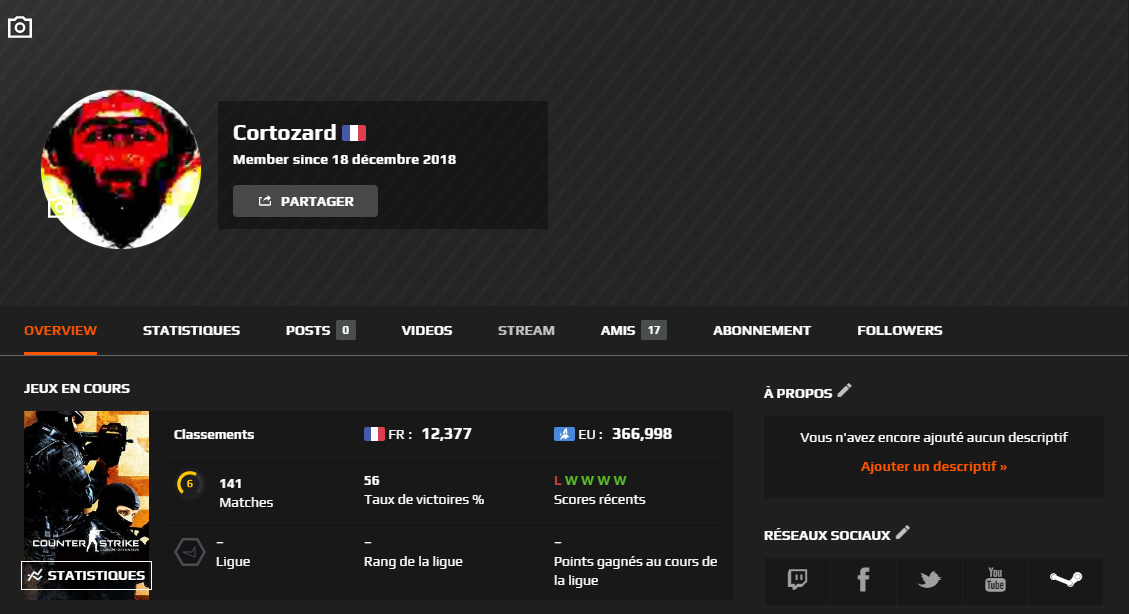 Cortozard
Member since 18 décembre 2018
PARTAGER
OVERVIEW STATISTIQUES POSTS 0 VIDEOS STREAM AMIS 17 ABONNEMENT FOLLOWERS
JEUX EN COURS
Classements FR : 12,377 EU : 366,998
6 141 56 L W W W W
Matches Taux de victoires % Scores récents
– – –
Ligue Rang de la ligue Points gagnés au cours de
la ligue
COUNTER STRIKE
STATISTIQUES
À PROPOS
Vous n'avez encore ajouté aucun descriptif
Ajouter un descriptif »
RÉSEAUX SOCIAUX
You
Tube